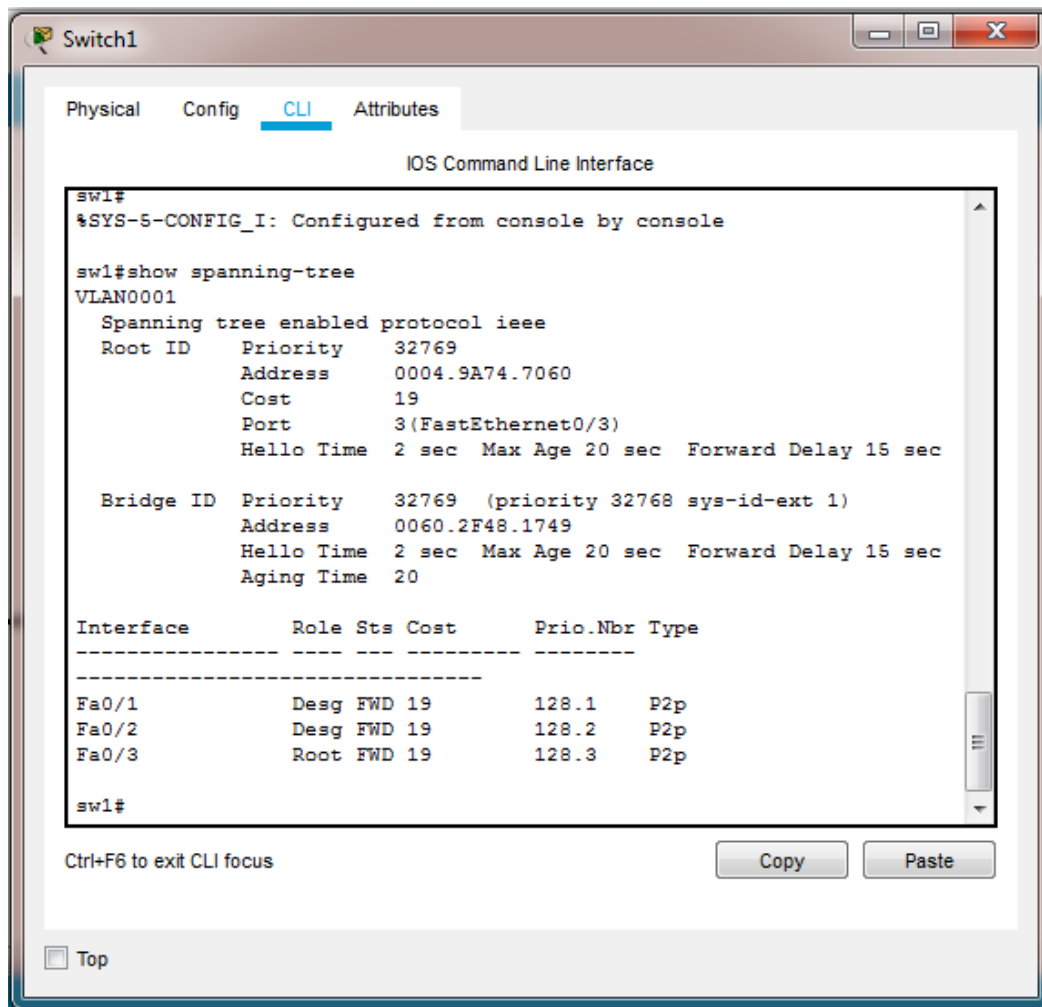 Switch1
Physical Config CLI Attributes
IOS Command Line Interface
sw1#
%SYS-5-CONFIG_I: Configured from console by console
sw1#show spanning-tree
VLAN0001
  Spanning tree enabled protocol ieee
  Root ID    Priority    32769
             Address     0004.9A74.7060
             Cost        19
             Port        3(FastEthernet0/3)
             Hello Time  2 sec  Max Age 20 sec  Forward Delay 15 sec
  Bridge ID  Priority    32769  (priority 32768 sys-id-ext 1)
             Address     0060.2F48.1749
             Hello Time  2 sec  Max Age 20 sec  Forward Delay 15 sec
             Aging Time  20
Interface        Role Sts Cost      Prio.Nbr Type
---------------- ---- --- --------- --------
--------------------------------
Fa0/1            Desg FWD 19        128.1    P2p
Fa0/2            Desg FWD 19        128.2    P2p
Fa0/3            Root FWD 19        128.3    P2p
sw1#
Ctrl+F6 to exit CLI focus
Copy Paste
Top